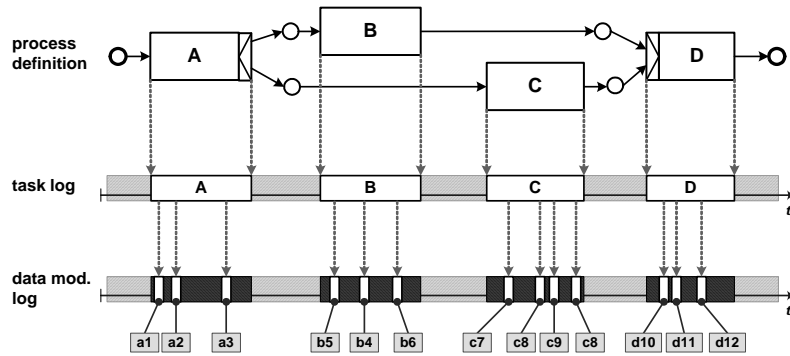 process
definition
A
B
C
D
task log
A
B
C
D
t
data mod.
log
t
a1 a2 a3 b5 b4 b6 c7 c8 c9 c8 d10 d11 d12